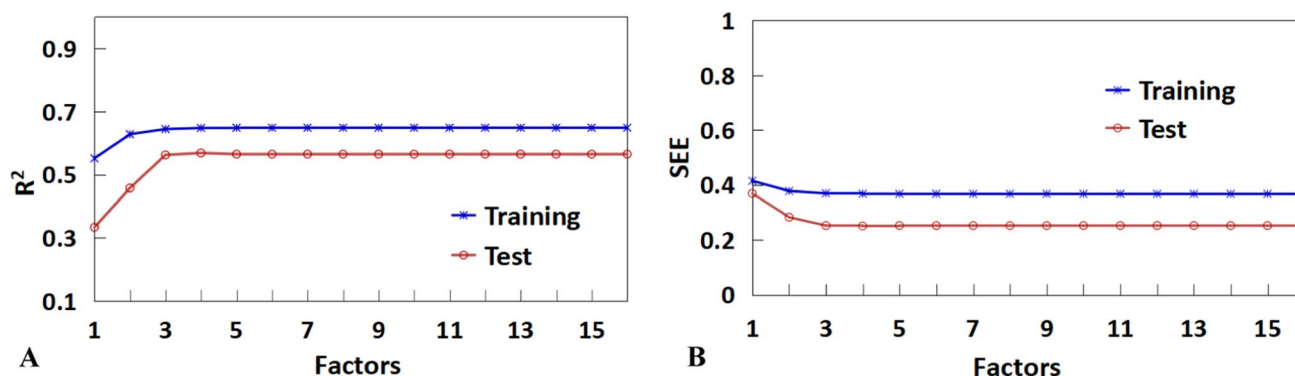 0.9
0.7
0.5
0.3
0.1
R²
Training
Test
1 3 5 7 9 11 13 15
Factors
A
1
0.8
0.6
0.4
0.2
0
SEE
Training
Test
1 3 5 7 9 11 13 15
Factors
B